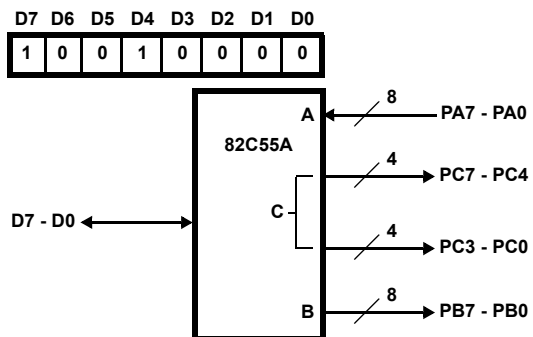 D7 D6 D5 D4 D3 D2 D1 D0
1 0 0 1 0 0 0 0
82C55A
A
8
PA7 - PA0
4
PC7 - PC4
C
D7 - D0
4
PC3 - PC0
B
8
PB7 - PB0